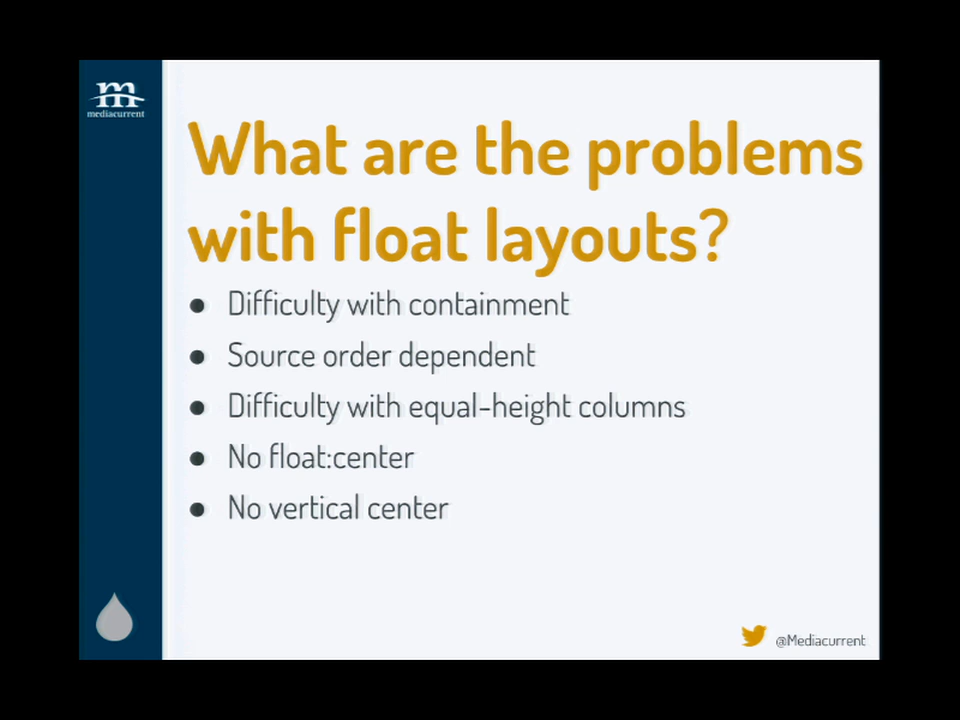 m
mediacurrent
What are the problems
with float layouts?
● Difficulty with containment
● Source order dependent
● Difficulty with equal-height columns
● No float:center
● No vertical center
@Mediacurrent